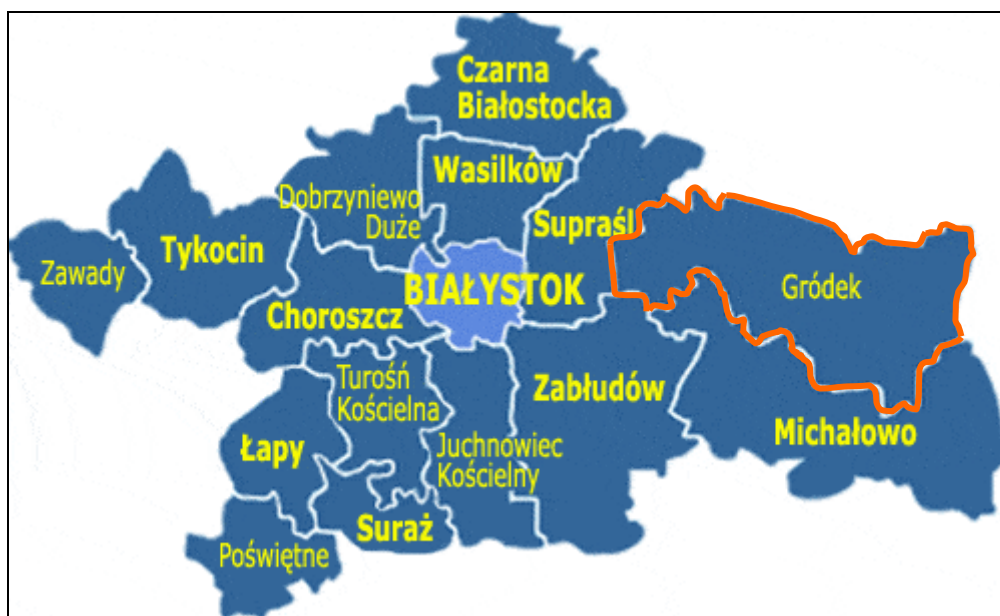 Czarna
Białostocka
Wasilków
Dobrzyniewo
Duże
Supraśl
Tykocin
Zawady
BIAŁYSTOK
Gródek
Choroszcz
Turośń
Kościelna
Zabłudów
Michałowo
Łapy
Juchnowiec
Kościelny
Suraż
Poświętne